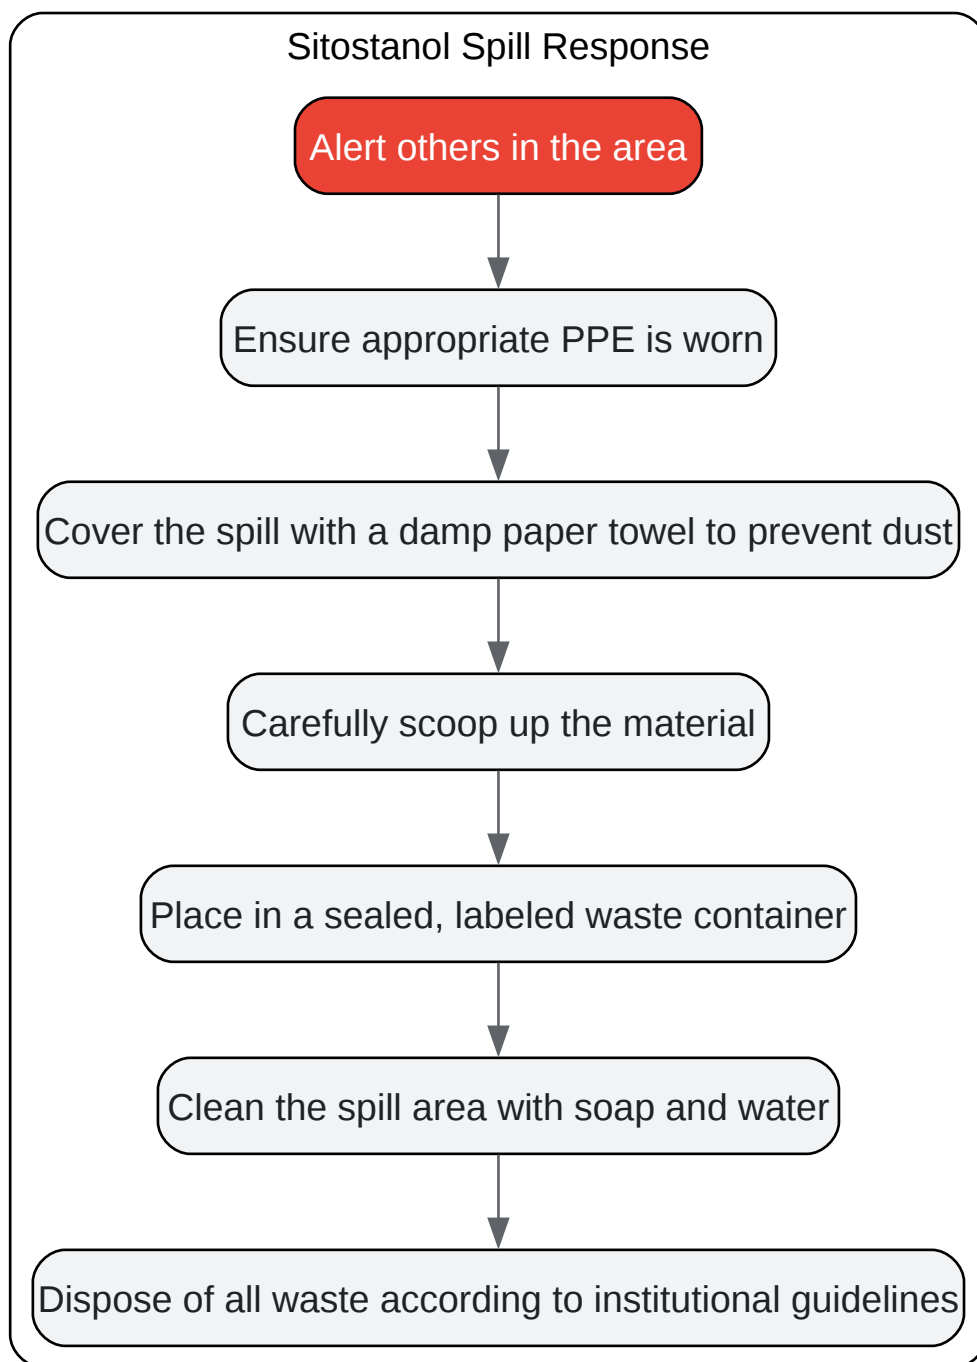 Sitostanol Spill Response
Alert others in the area
Ensure appropriate PPE is worn
Cover the spill with a damp paper towel to prevent dust
Carefully scoop up the material
Place in a sealed, labeled waste container
Clean the spill area with soap and water
Dispose of all waste according to institutional guidelines